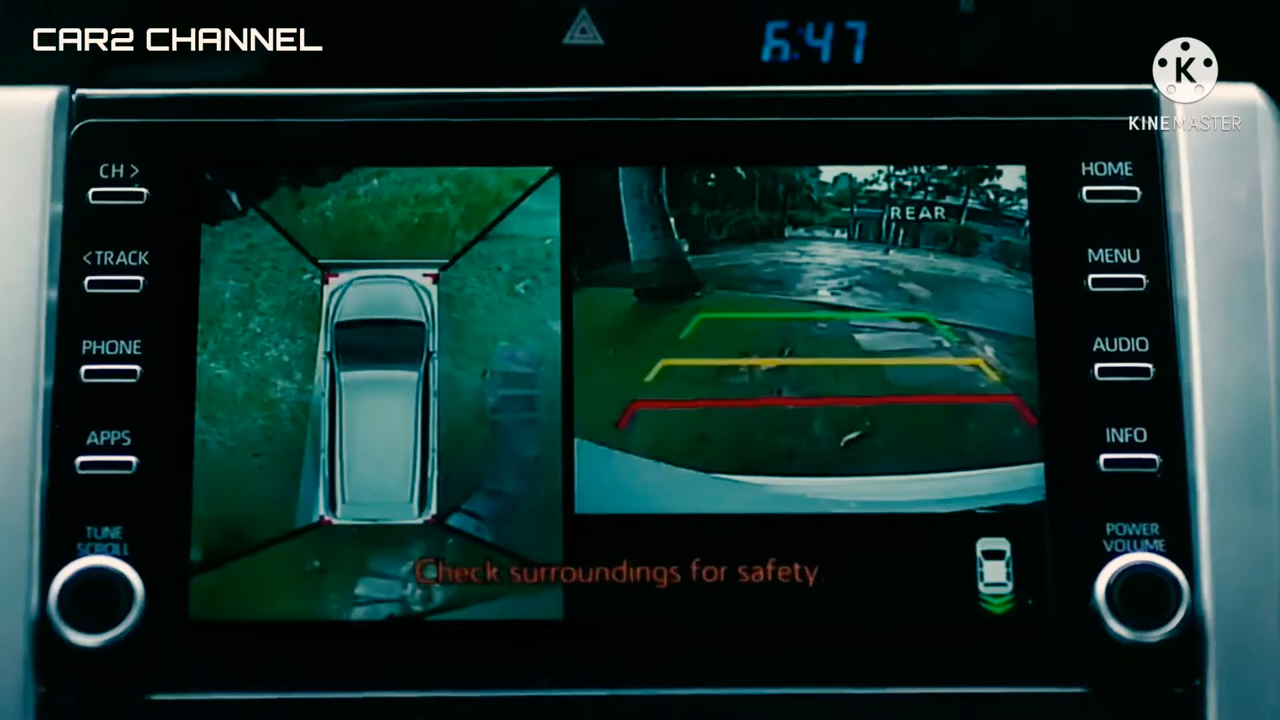 CAR2 CHANNEL
6:47
K
KINEMASTER
CH >
< TRACK
PHONE
APPS
TUNE
SCROLL
REAR
Check surroundings for safety
HOME
MENU
AUDIO
INFO
POWER
VOLUME